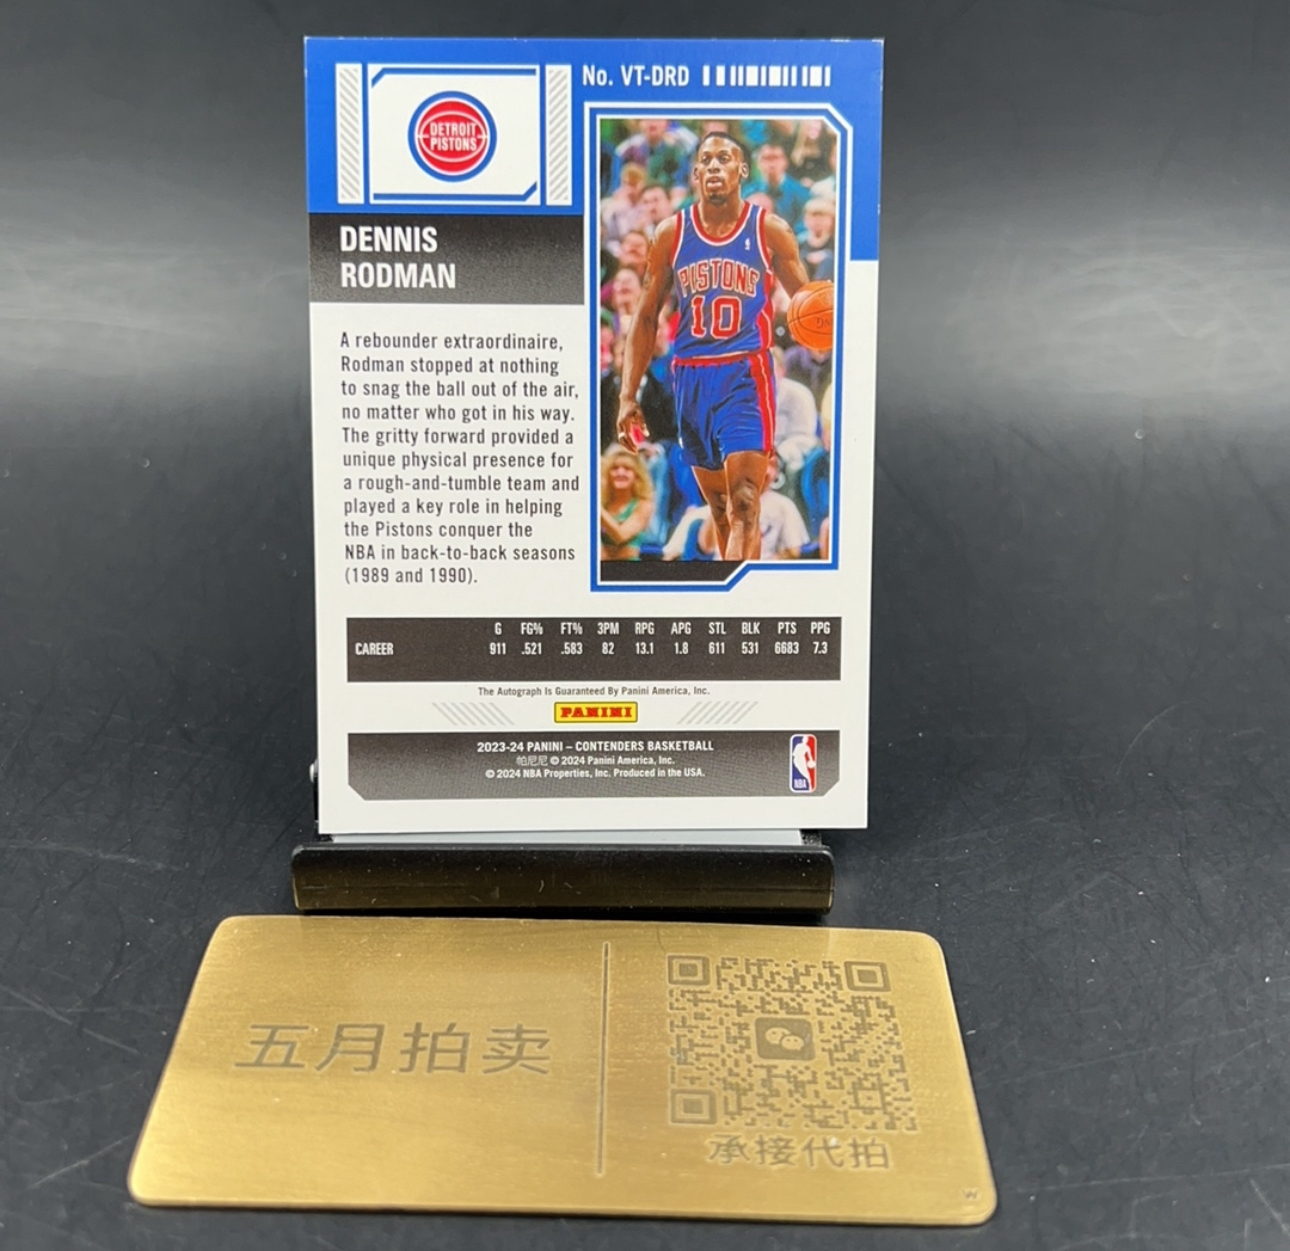 No. VT-DRD
DETROIT
PISTONS
DENNIS
RODMAN
PISTONS
10
A rebounder extraordinaire,
Rodman stopped at nothing
to snag the ball out of the air,
no matter who got in his way.
The gritty forward provided a
unique physical presence for
a rough-and-tumble team and
played a key role in helping
the Pistons conquer the
NBA in back-to-back seasons
(1989 and 1990).
G FG% FT% 3PM RPG APG STL BLK PTS PPG
CAREER 911 .521 .583 82 13.1 1.8 611 531 6683 7.3
The Autograph Is Guaranteed By Panini America, Inc.
PANINI
2023-24 PANINI – CONTENDERS BASKETBALL
帕尼尼 © 2024 Panini America, Inc.
© 2024 NBA Properties, Inc. Produced in the USA.
NBA
五月拍卖
承接代拍
W